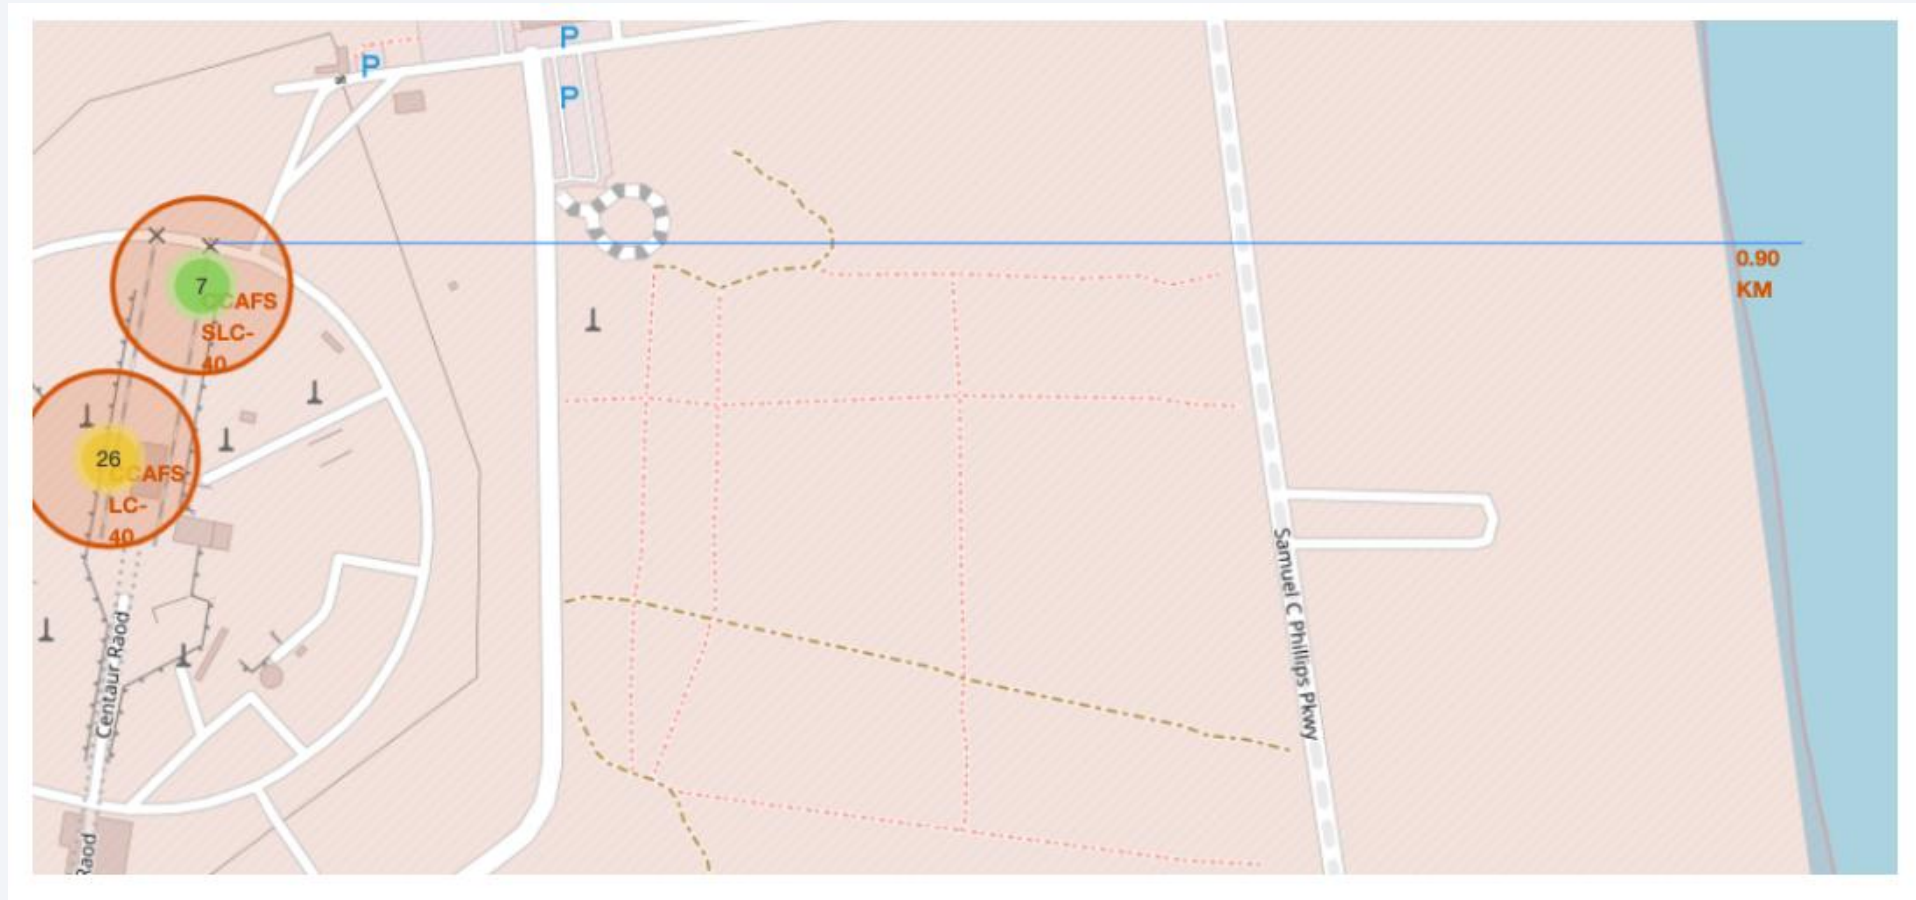 P
P
P
7
CCAFS
SLC-
40
0.90
KM
26
CCAFS
LC-
40
Samuel C Phillips Pkwy
Centaur Raod
Raod